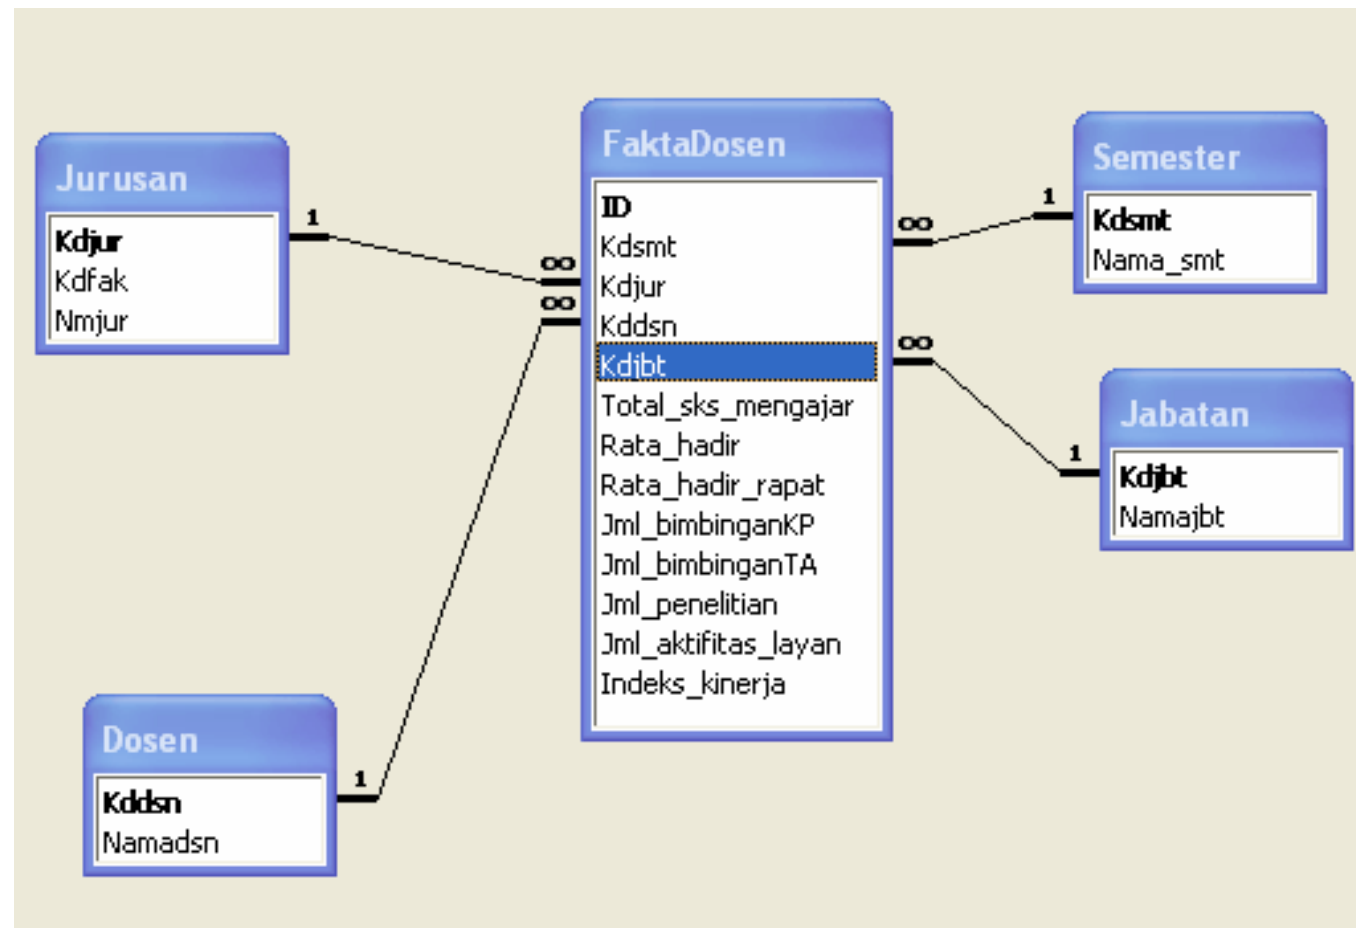 Jurusan
Kdjur
Kdfak
Nmjur
1
∞
∞
FaktaDosen
ID
Kdsmt
Kdjur
Kddsn
Kdjbt
Total_sks_mengajar
Rata_hadir
Rata_hadir_rapat
Jml_bimbinganKP
Jml_bimbinganTA
Jml_penelitian
Jml_aktifitas_layan
Indeks_kinerja
∞
1
Semester
Kdsmt
Nama_smt
∞
1
Jabatan
Kdjbt
Namajbt
Dosen
Kddsn
Namadsn
1